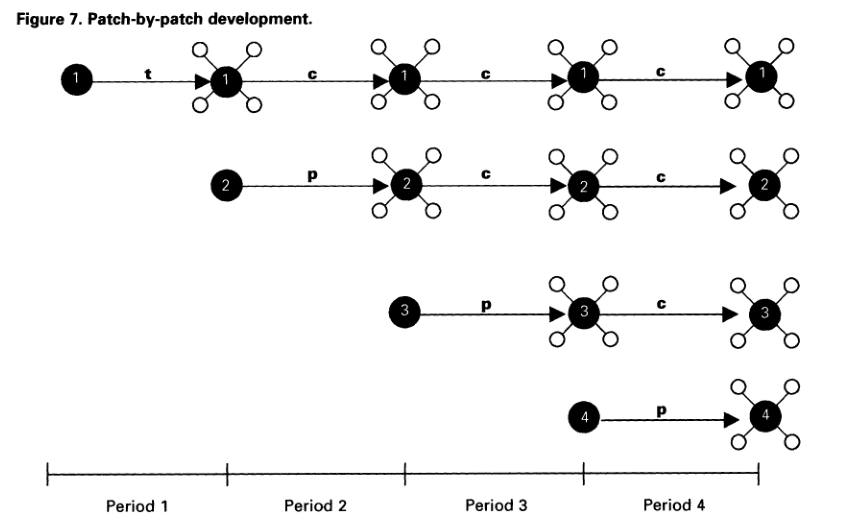 Figure 7. Patch-by-patch development.
1 t 1 c 1 c 1 c 1
2 p 2 c 2 c 2
3 p 3 c 3
4 p 4
Period 1 Period 2 Period 3 Period 4